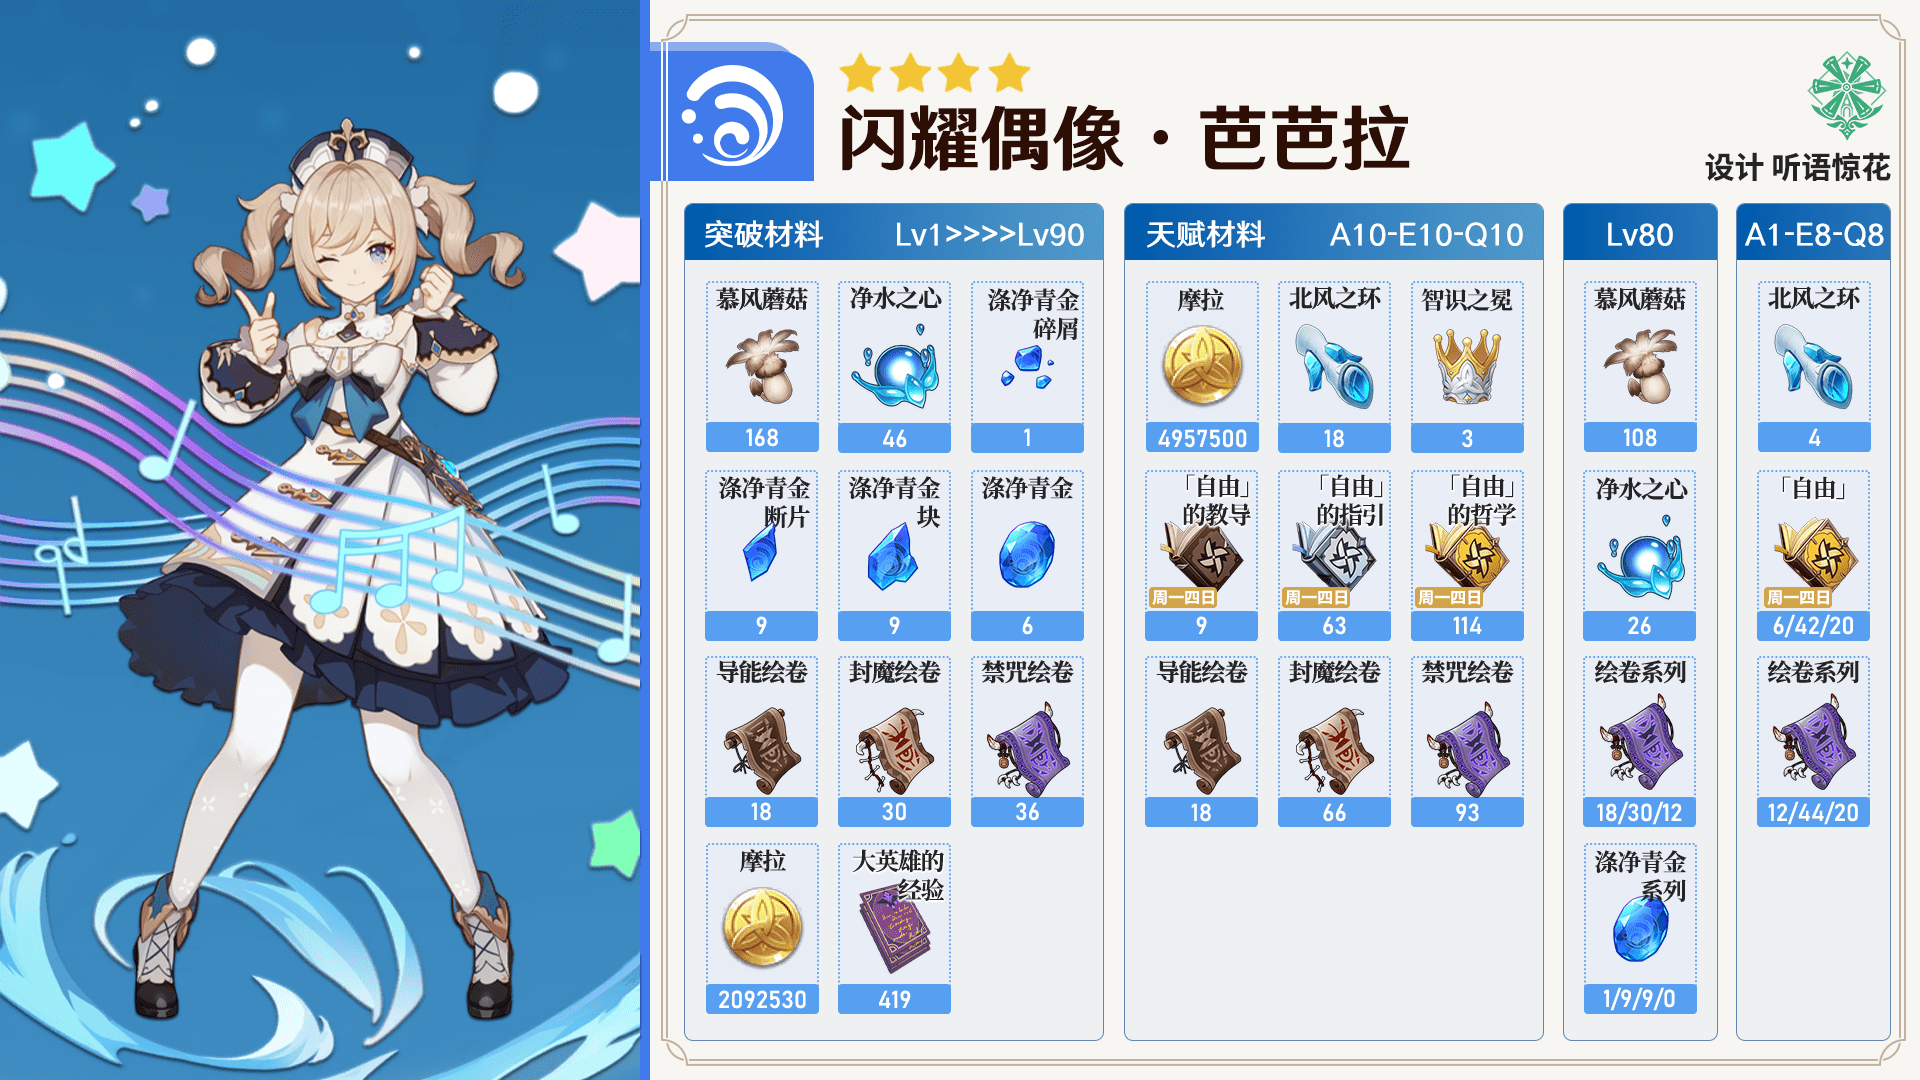 闪耀偶像・芭芭拉
设计 听语惊花
突破材料 Lv1>>>>Lv90
慕风蘑菇
168
净水之心
46
涤净青金
碎屑
1
涤净青金
断片
9
涤净青金
块
9
涤净青金
6
导能绘卷
18
封魔绘卷
30
禁咒绘卷
36
摩拉
2092530
大英雄的
经验
419
天赋材料 A10-E10-Q10
摩拉
4957500
北风之环
18
智识之冕
3
「自由」
的教导
周一四日
9
「自由」
的指引
周一四日
63
「自由」
的哲学
周一四日
114
导能绘卷
18
封魔绘卷
66
禁咒绘卷
93
Lv80
慕风蘑菇
108
净水之心
26
绘卷系列
18/30/12
涤净青金
系列
1/9/9/0
A1-E8-Q8
北风之环
4
「自由」
周一四日
6/42/20
绘卷系列
12/44/20